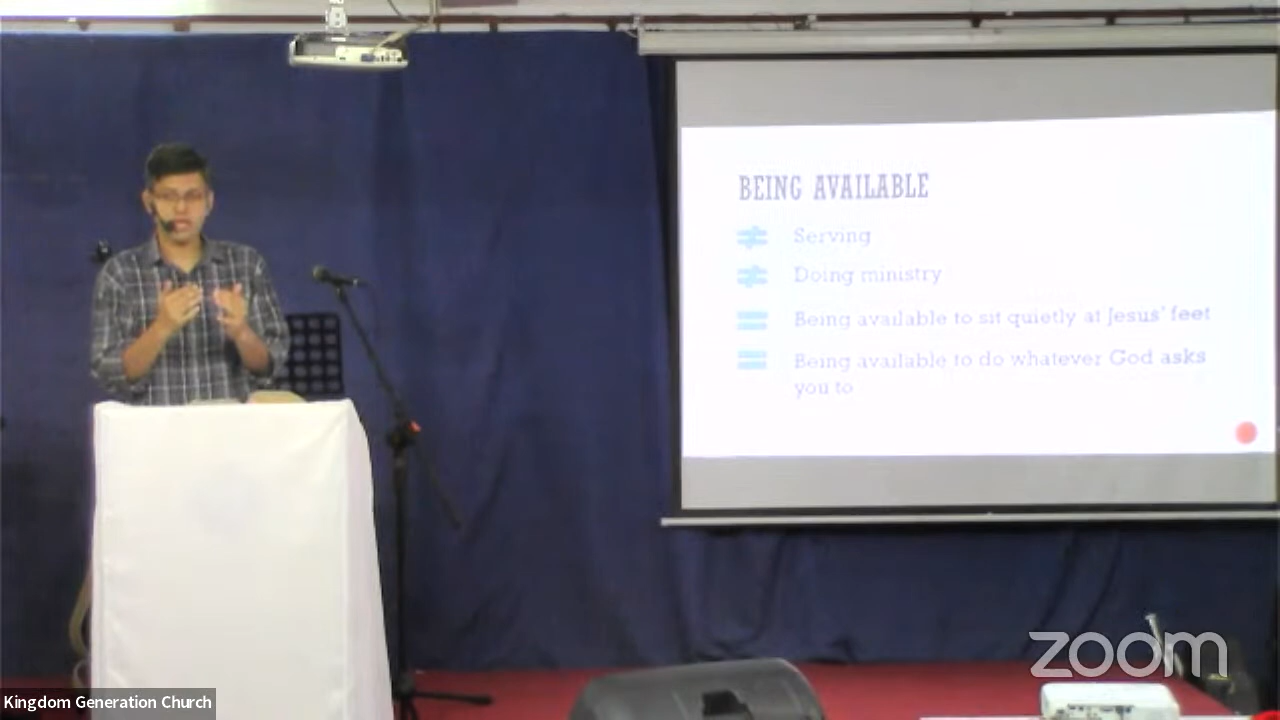 BEING AVAILABLE
≠ Serving
≠ Doing ministry
= Being available to sit quietly at Jesus' feet
= Being available to do whatever God asks
you to
zoom
Kingdom Generation Church